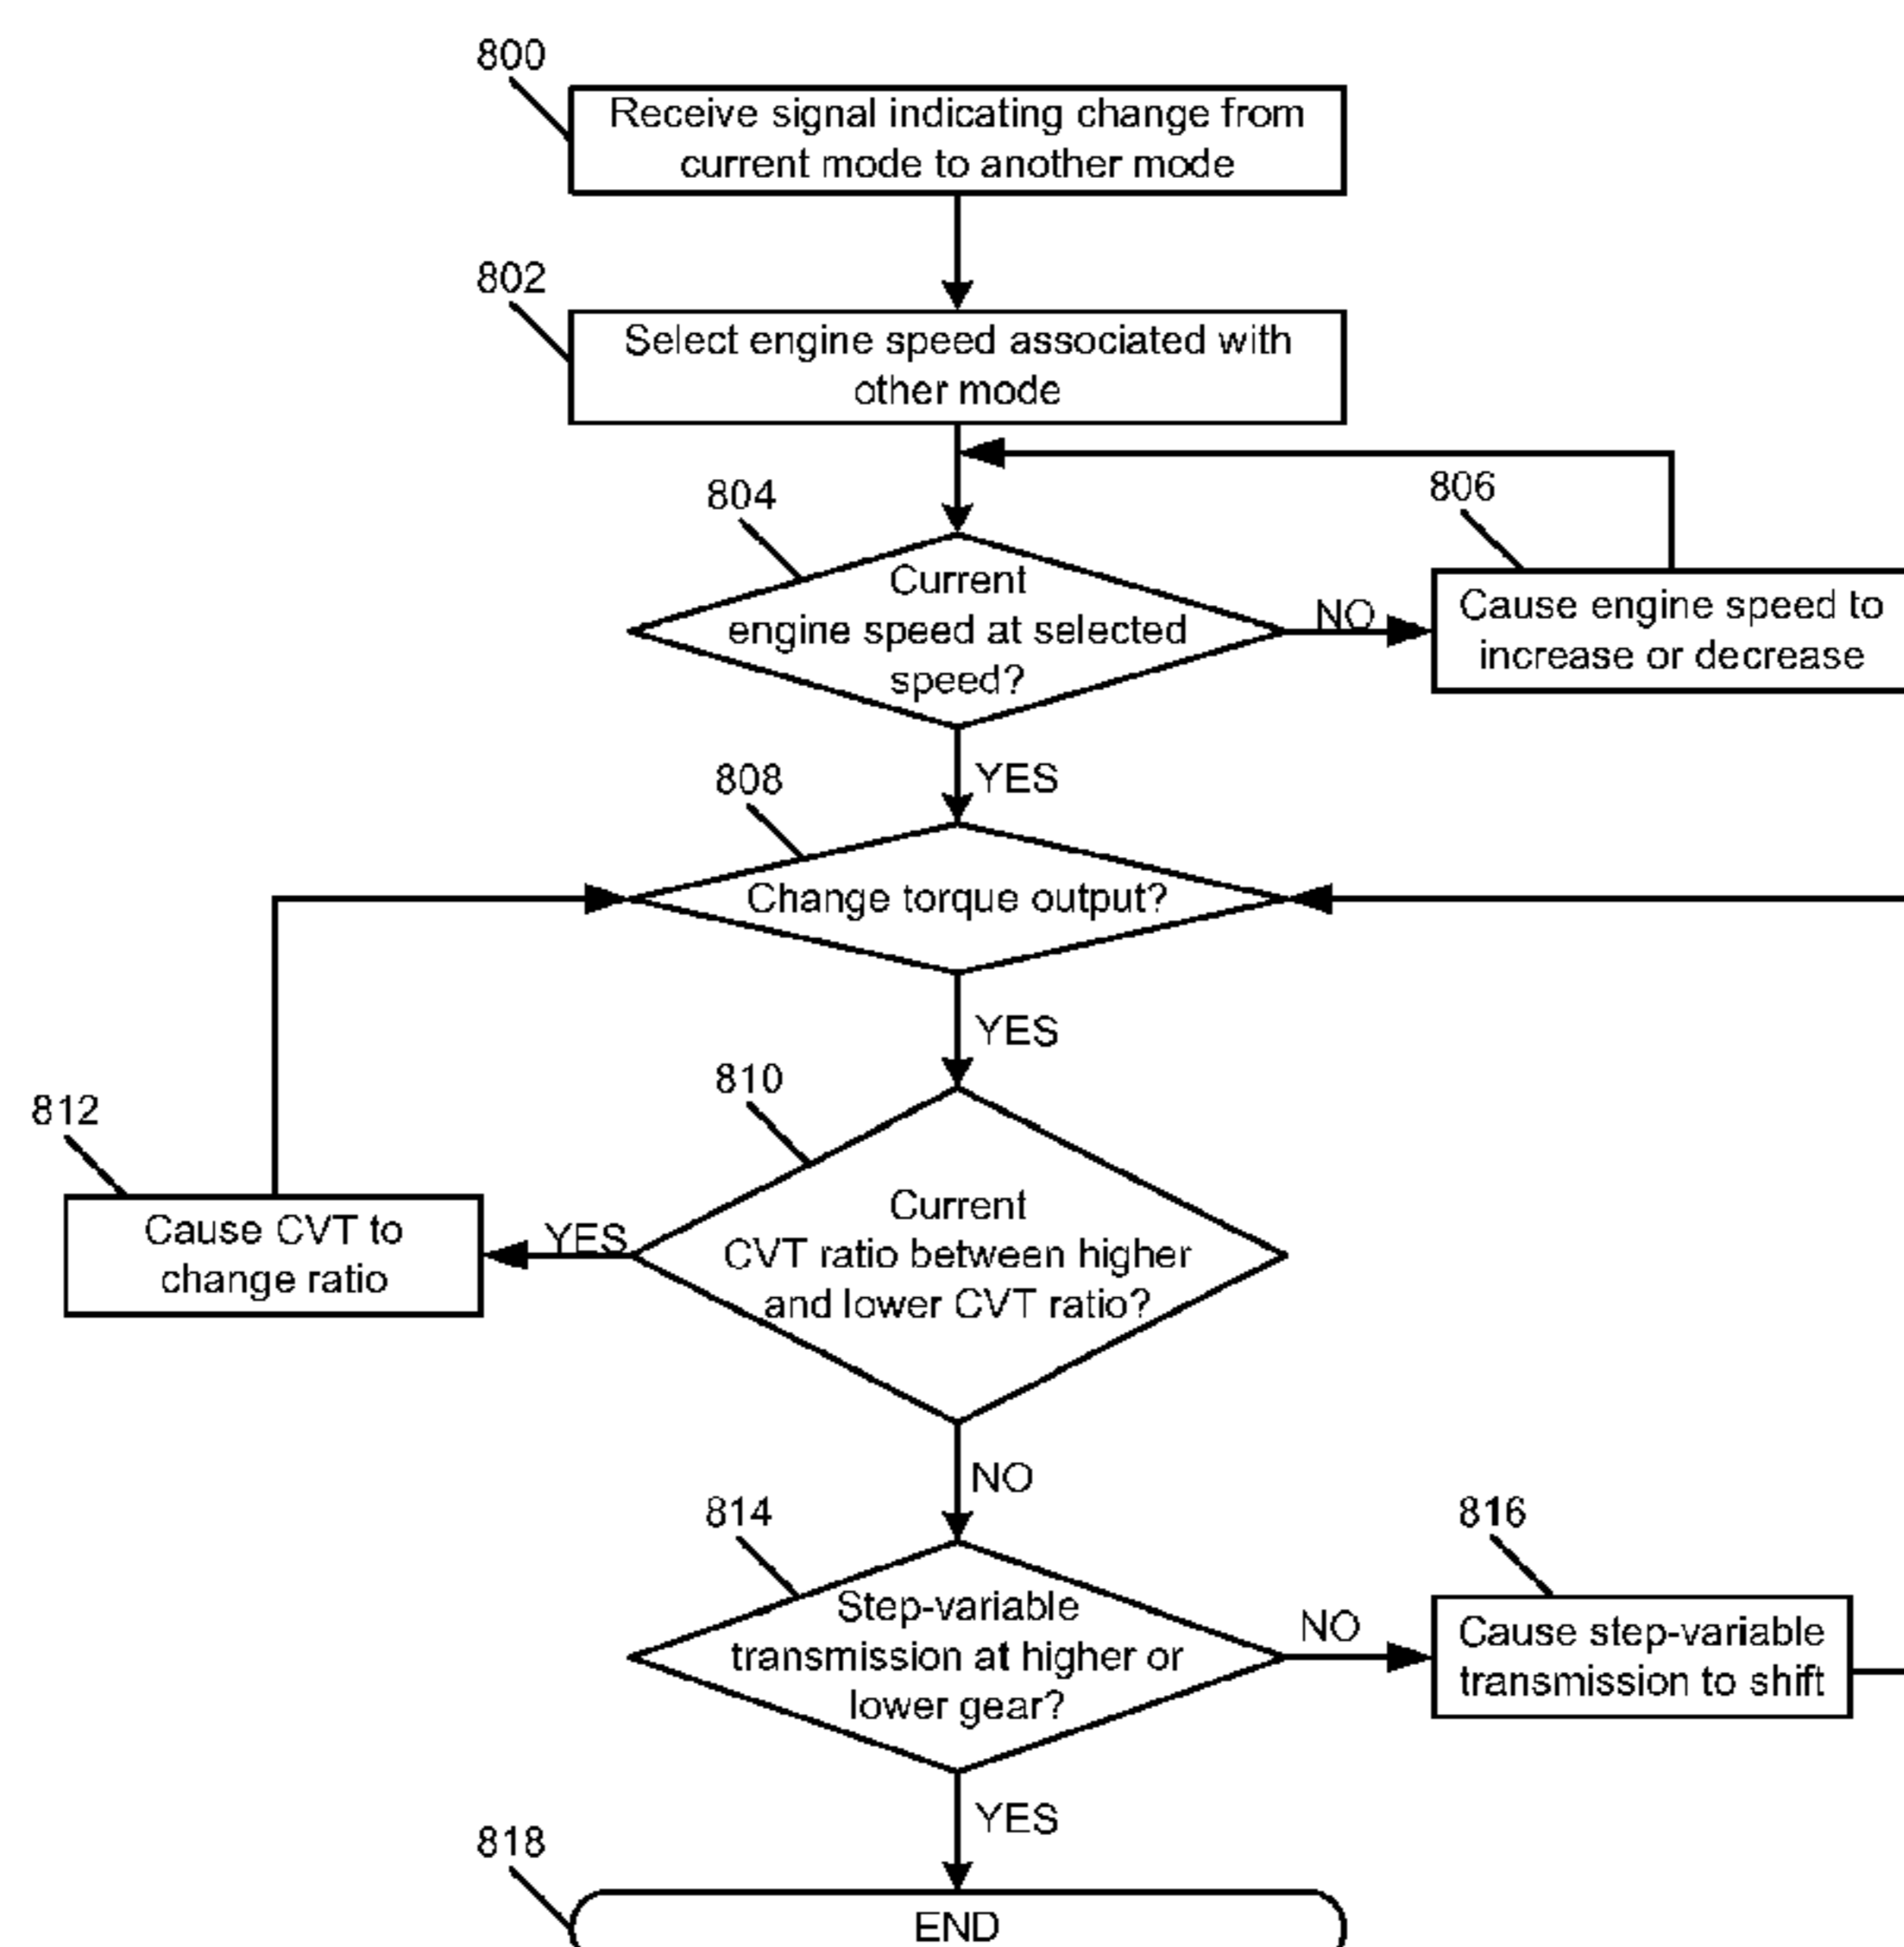 800
Receive signal indicating change from
current mode to another mode
802
Select engine speed associated with
other mode
804
Current
engine speed at selected
speed?
NO
806
Cause engine speed to
increase or decrease
YES
808
Change torque output?
YES
810
Current
CVT ratio between higher
and lower CVT ratio?
YES
812
Cause CVT to
change ratio
NO
814
Step-variable
transmission at higher or
lower gear?
NO
816
Cause step-variable
transmission to shift
YES
818
END